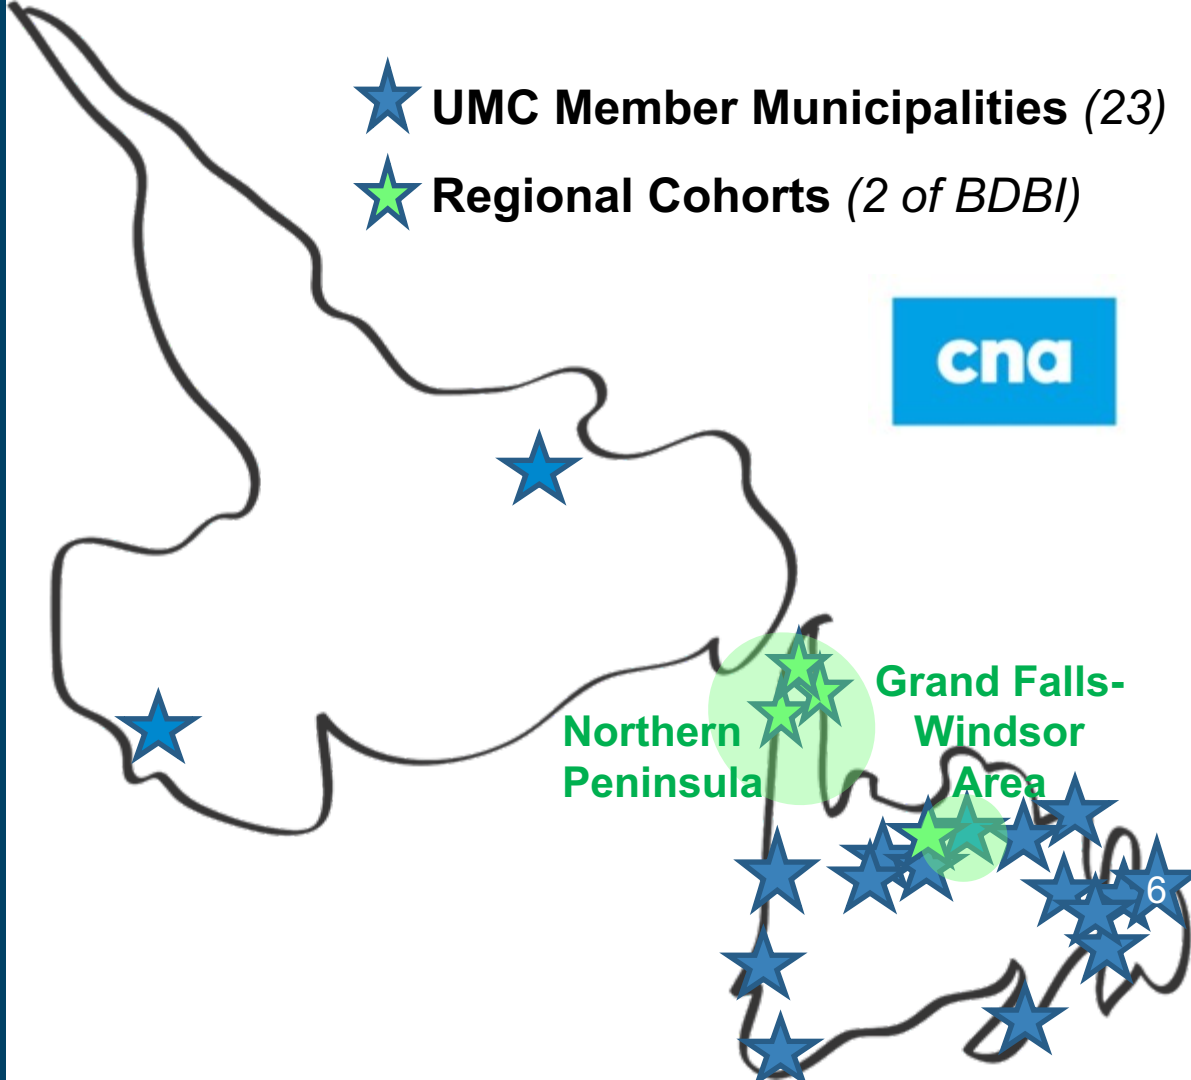 UMC Member Municipalities (23)
Regional Cohorts (2 of BDBI)
cna
Grand Falls-
Windsor
Area
Northern
Peninsula
6